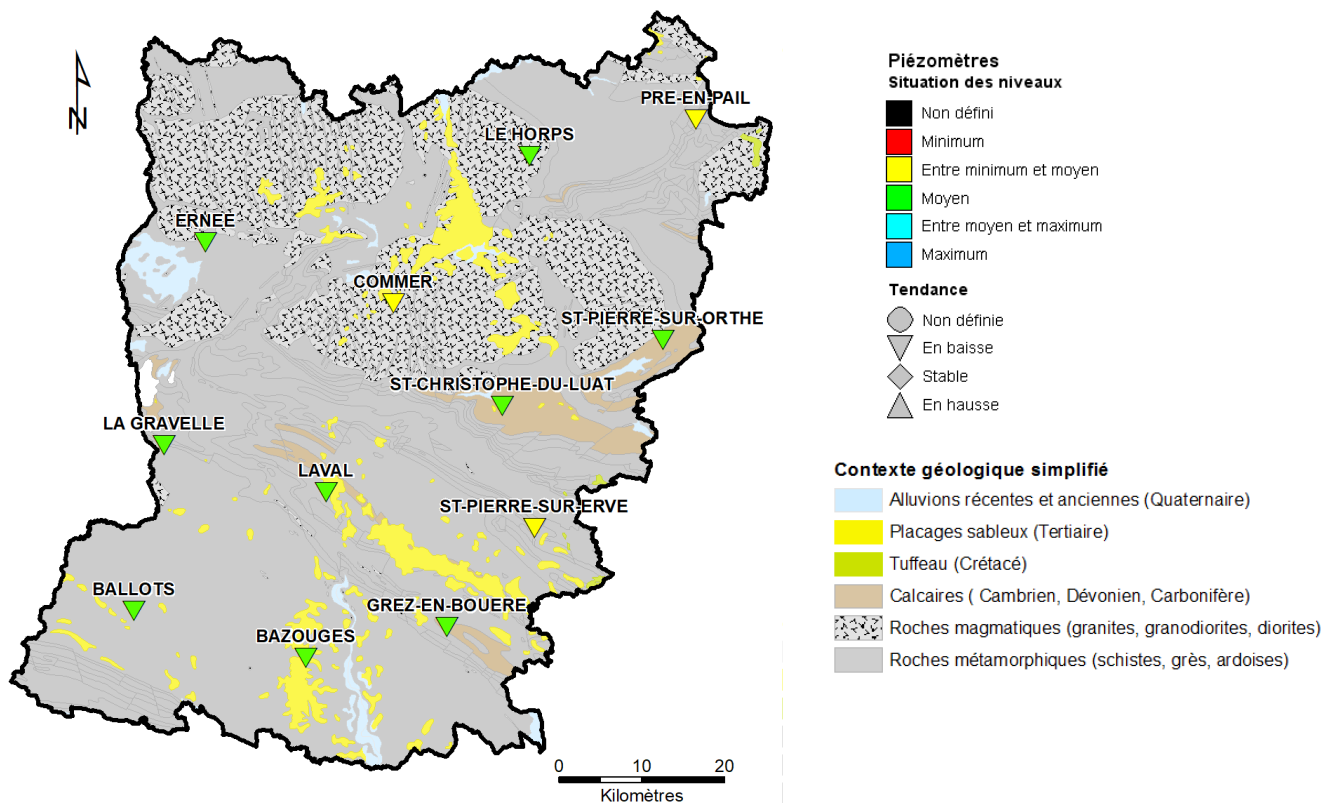 PRE-EN-PAIL
LE HORPS
ERNEE
COMMER
ST-PIERRE-SUR-ORTHE
ST-CHRISTOPHE-DU-LUAT
LA GRAVELLE
LAVAL
ST-PIERRE-SUR-ERVE
BALLOTS
GREZ-EN-BOUERE
BAZOUGES
N
0 10 20
Kilomètres
Piézomètres
Situation des niveaux
Non défini
Minimum
Entre minimum et moyen
Moyen
Entre moyen et maximum
Maximum
Tendance
Non définie
En baisse
Stable
En hausse
Contexte géologique simplifié
Alluvions récentes et anciennes (Quaternaire)
Placages sableux (Tertiaire)
Tuffeau (Crétacé)
Calcaires ( Cambrien, Dévonien, Carbonifère)
Roches magmatiques (granites, granodiorites, diorites)
Roches métamorphiques (schistes, grès, ardoises)